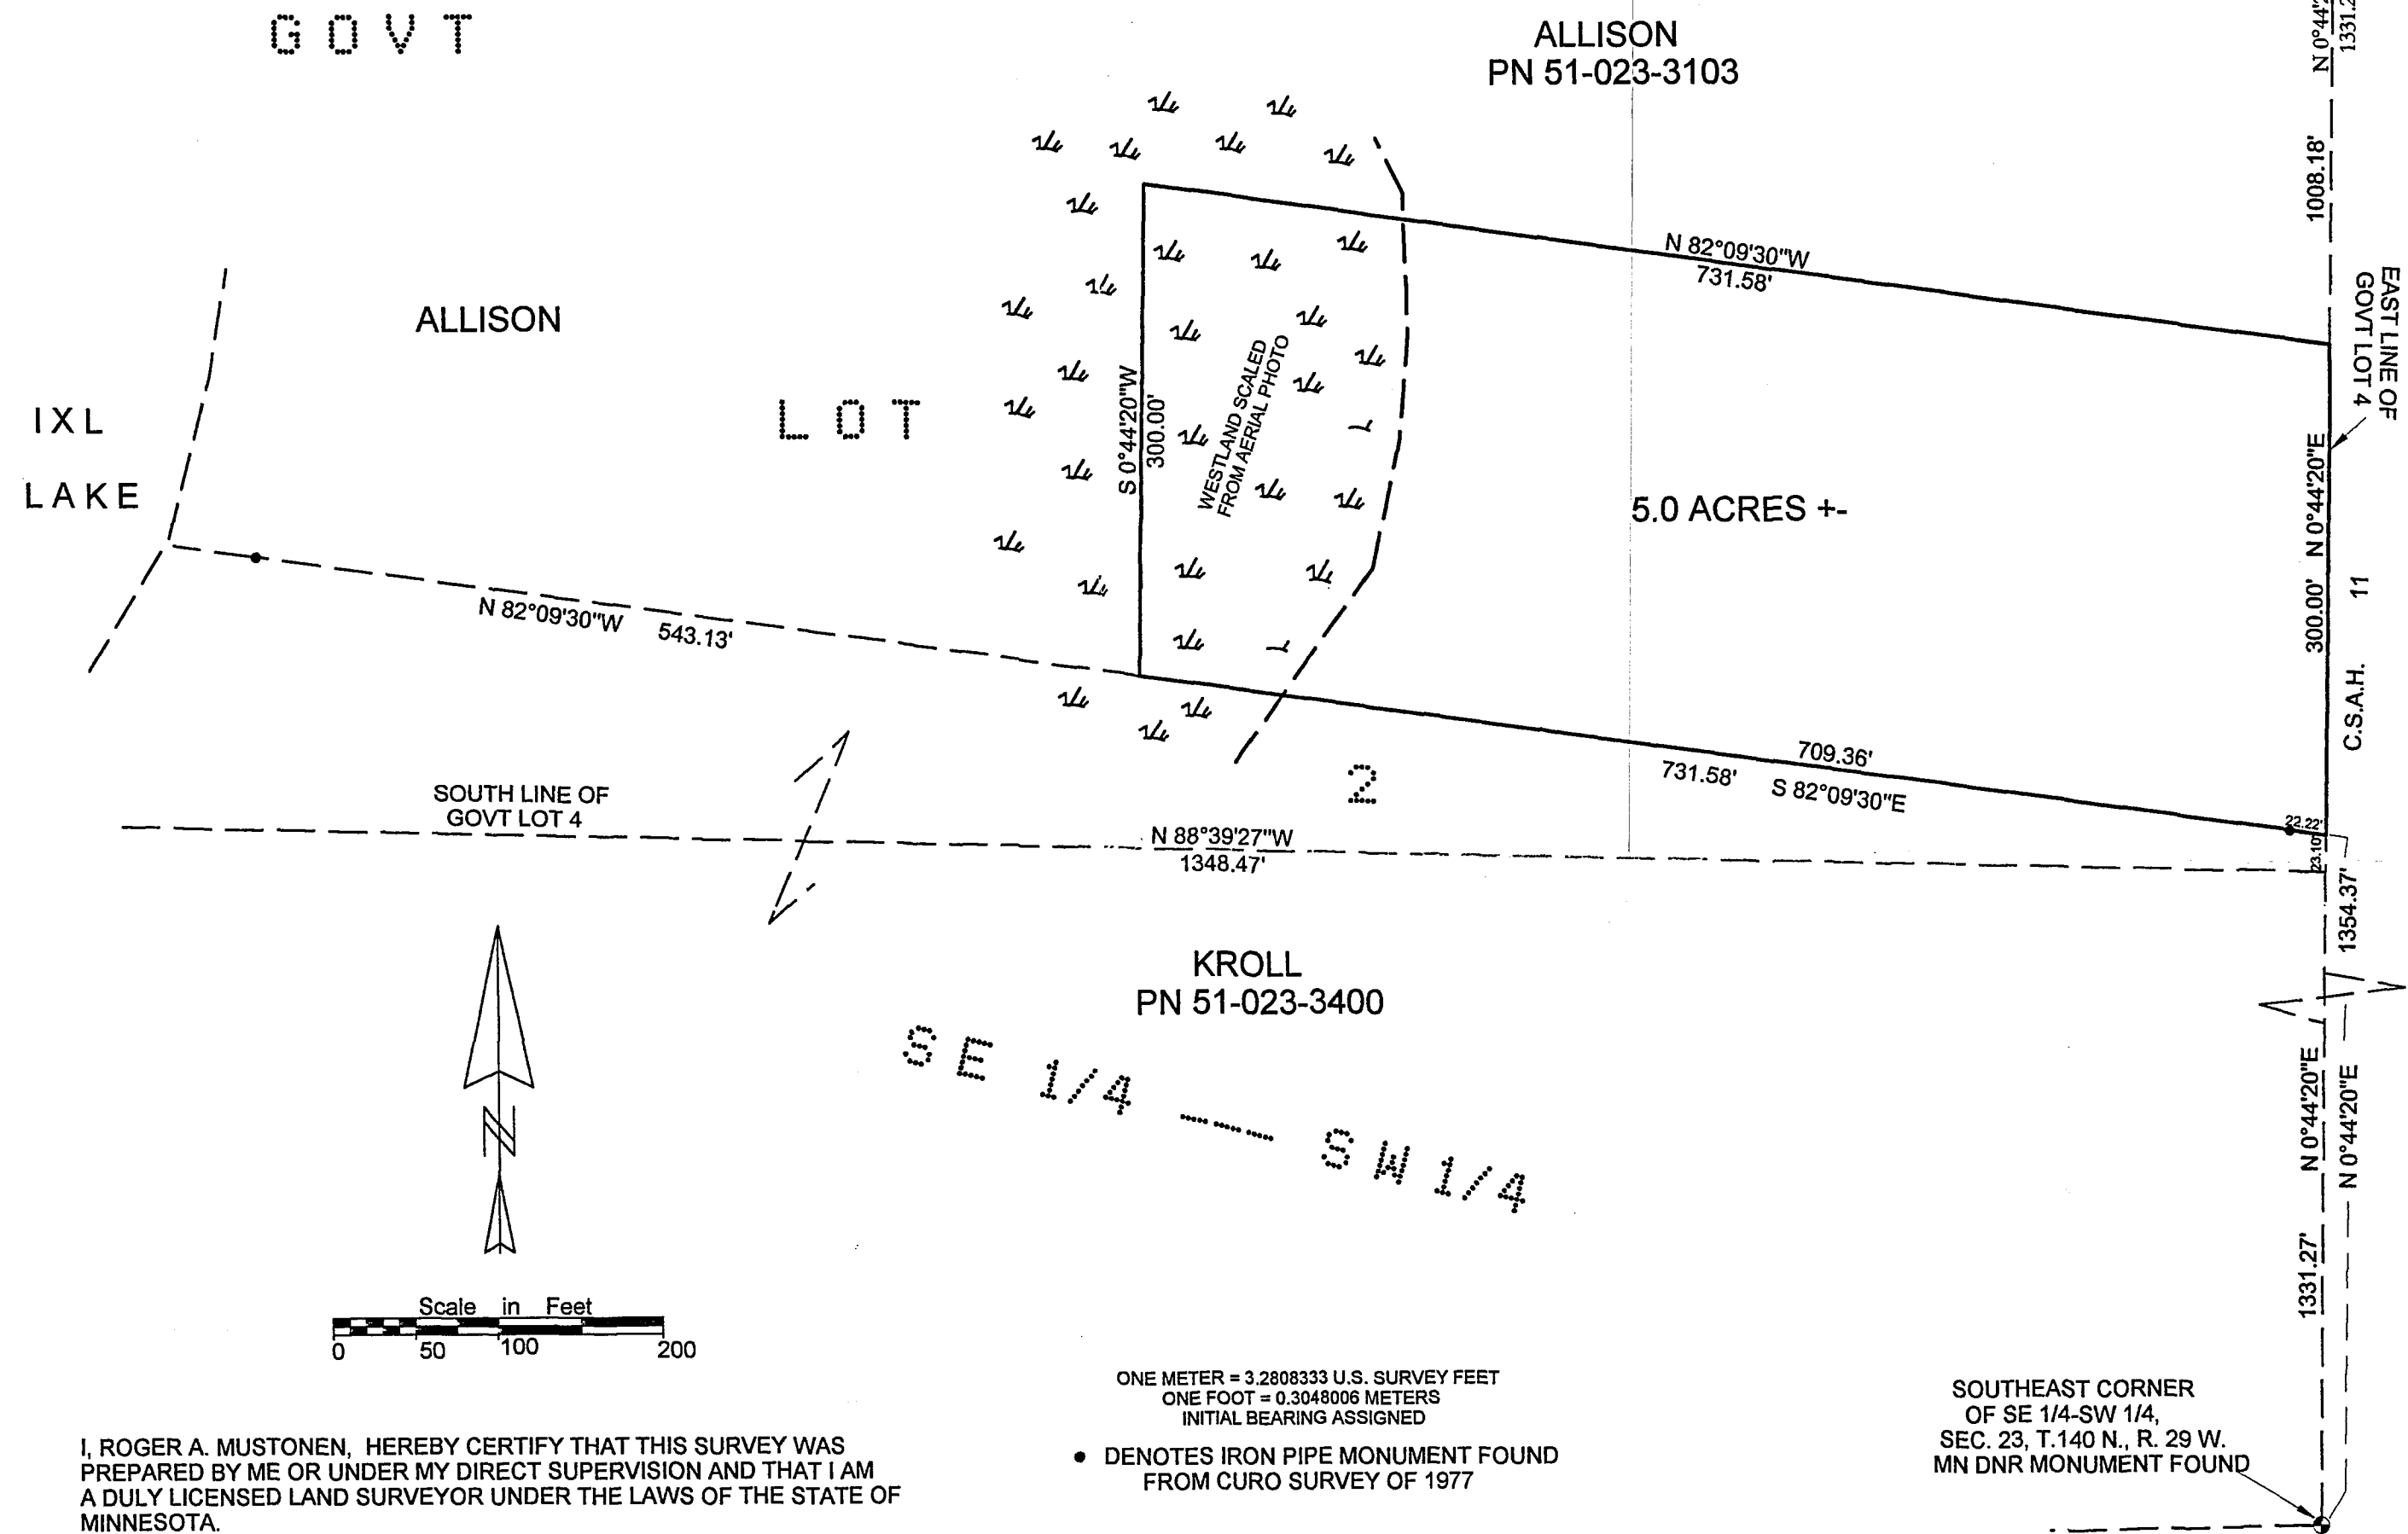 GOVT
ALLISON
PN 51-023-3103
1008.18'
N 82°09'30"W
731.58'
EAST LINE OF
GOVT LOT 4
ALLISON
IXL
LAKE
LOT
S 0°44'20"W
300.00'
WESTLAND SCALED
FROM AERIAL PHOTO
5.0 ACRES +-
300.00' N 0°44'20"E
C.S.A.H. 11
N 82°09'30"W 543.13'
709.36'
731.58' S 82°09'30"E
2
SOUTH LINE OF
GOVT LOT 4
N 88°39'27"W
1348.47'
22.22'
23.10'
1354.37'
KROLL
PN 51-023-3400
SE 1/4 — SW 1/4
N
N 0°44'20"E
N 0°44'20"E
1331.27'
Scale in Feet
0 50 100 200
ONE METER = 3.2808333 U.S. SURVEY FEET
ONE FOOT = 0.3048006 METERS
INITIAL BEARING ASSIGNED
DENOTES IRON PIPE MONUMENT FOUND
FROM CURO SURVEY OF 1977
SOUTHEAST CORNER
OF SE 1/4-SW 1/4,
SEC. 23, T.140 N., R. 29 W.
MN DNR MONUMENT FOUND
I, ROGER A. MUSTONEN, HEREBY CERTIFY THAT THIS SURVEY WAS
PREPARED BY ME OR UNDER MY DIRECT SUPERVISION AND THAT I AM
A DULY LICENSED LAND SURVEYOR UNDER THE LAWS OF THE STATE OF
MINNESOTA.